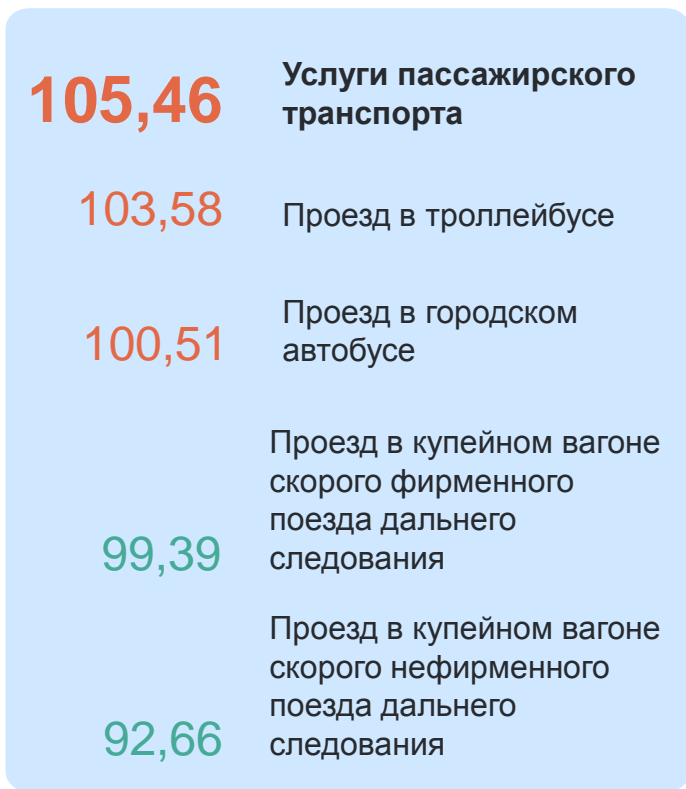 105,46 Услуги пассажирского
транспорта
103,58 Проезд в троллейбусе
Проезд в городском
100,51 автобусе
Проезд в купейном вагоне
скорого фирменного
поезда дальнего
99,39 следования
Проезд в купейном вагоне
скорого нефирменного
поезда дальнего
92,66 следования